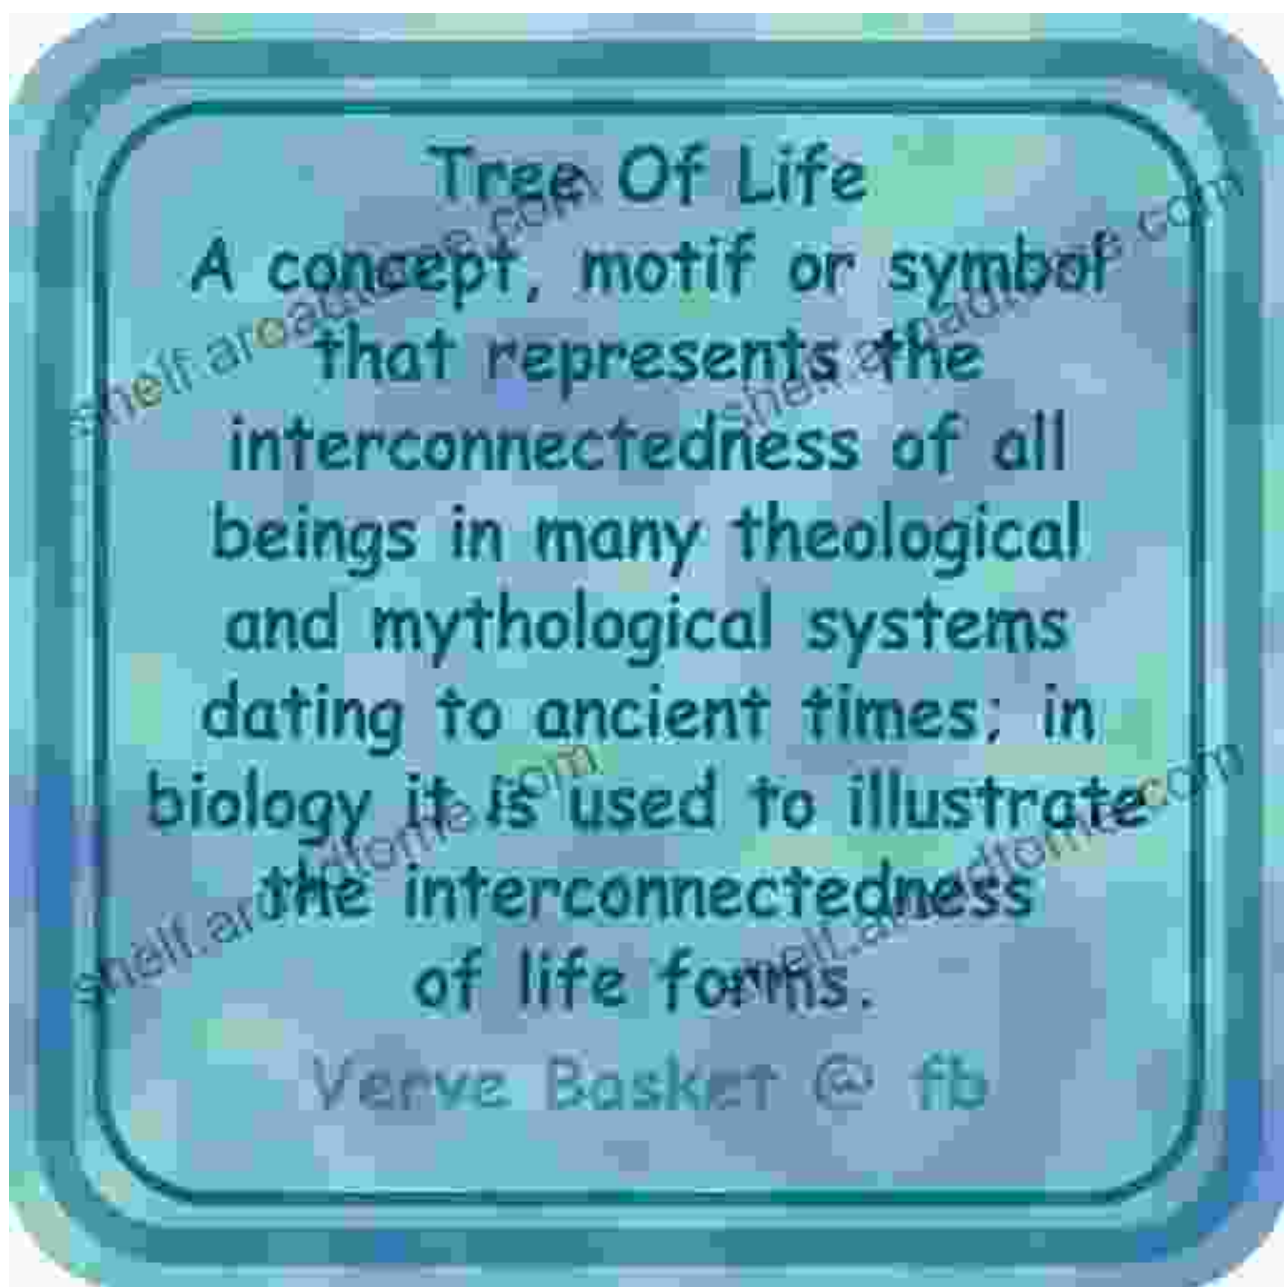 Tree Of Life
A concept, motif or symbol
that represents the
interconnectedness of all
beings in many theological
and mythological systems
dating to ancient times; in
biology it is used to illustrate
the interconnectedness
of life forms.
Verve Basket @ fb